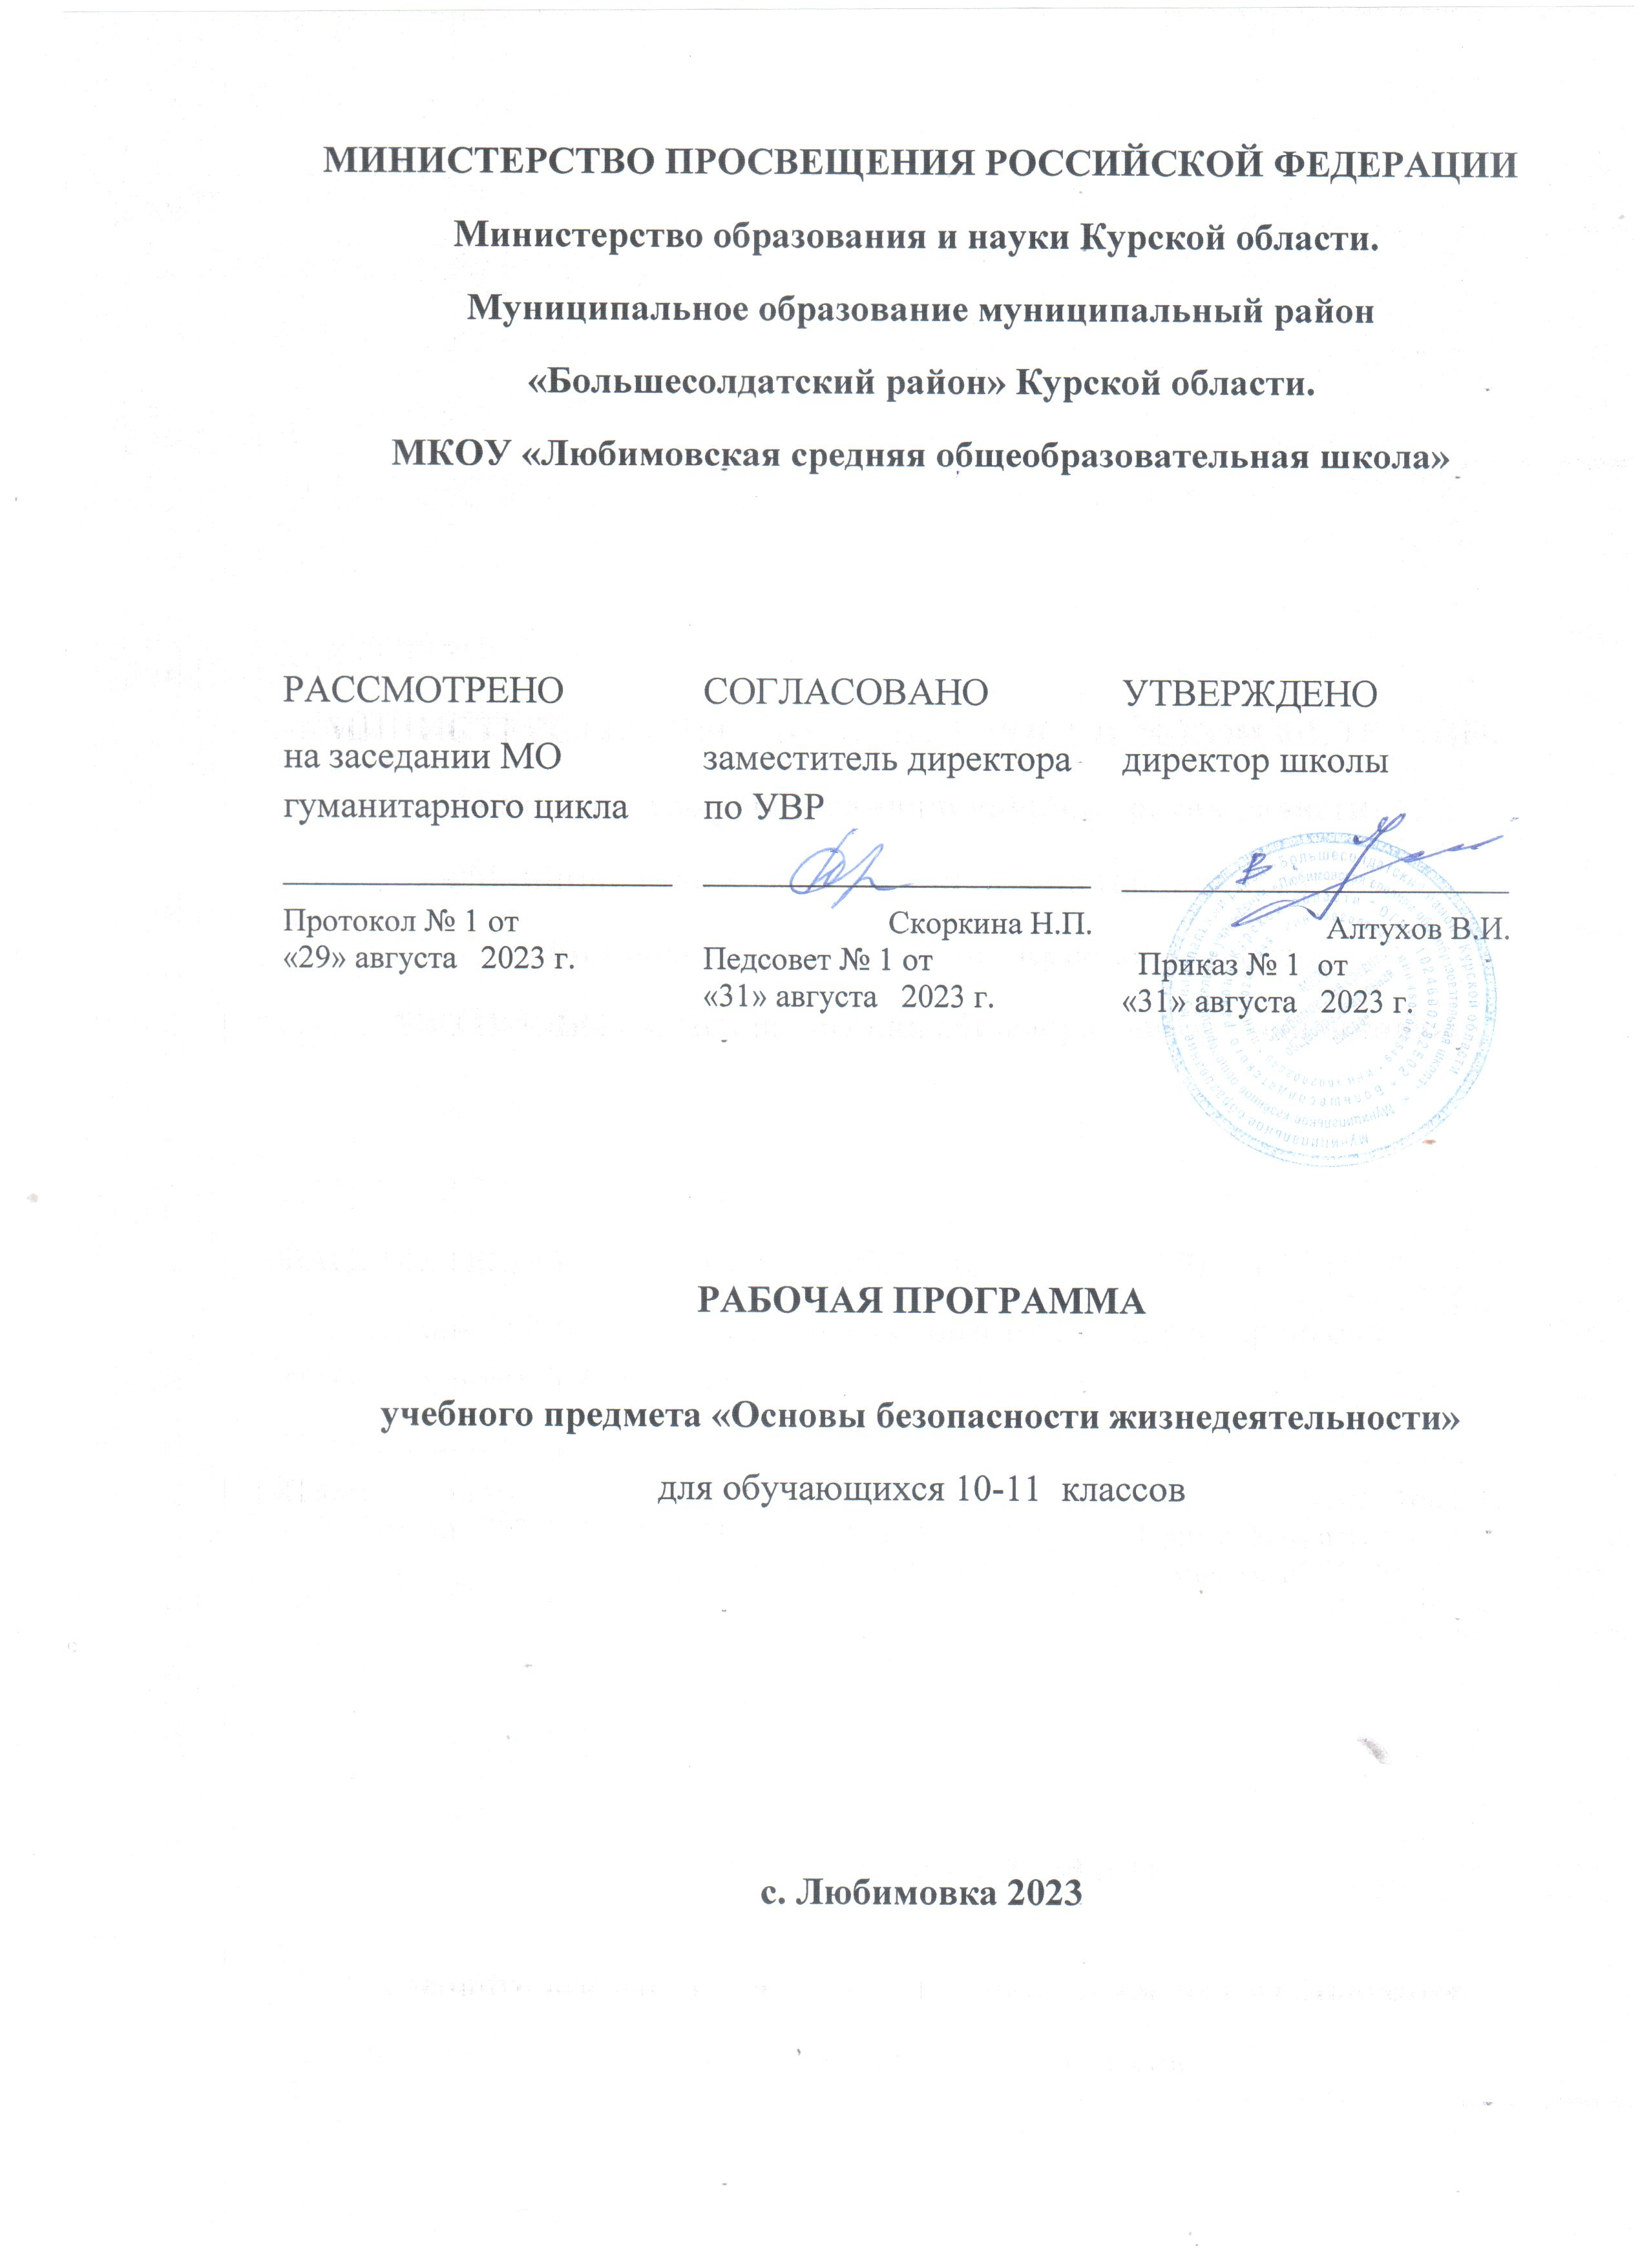 МИНИСТЕРСТВО ПРОСВЕЩЕНИЯ РОССИЙСКОЙ ФЕДЕРАЦИИ
Министерство образования и науки Курской области.
Муниципальное образование муниципальный район
«Большесолдатский район» Курской области.
МКОУ «Любимовская средняя общеобразовательная школа»
РАССМОТРЕНО
на заседании МО
гуманитарного цикла
Протокол № 1 от
«29» августа 2023 г.
СОГЛАСОВАНО
заместитель директора
по УВР
Скоркина Н.П.
Педсовет № 1 от
«31» августа 2023 г.
УТВЕРЖДЕНО
директор школы
Алтухов В.И.
Приказ № 1 от
«31» августа 2023 г.
РАБОЧАЯ ПРОГРАММА
учебного предмета «Основы безопасности жизнедеятельности»
для обучающихся 10-11 классов
с. Любимовка 2023